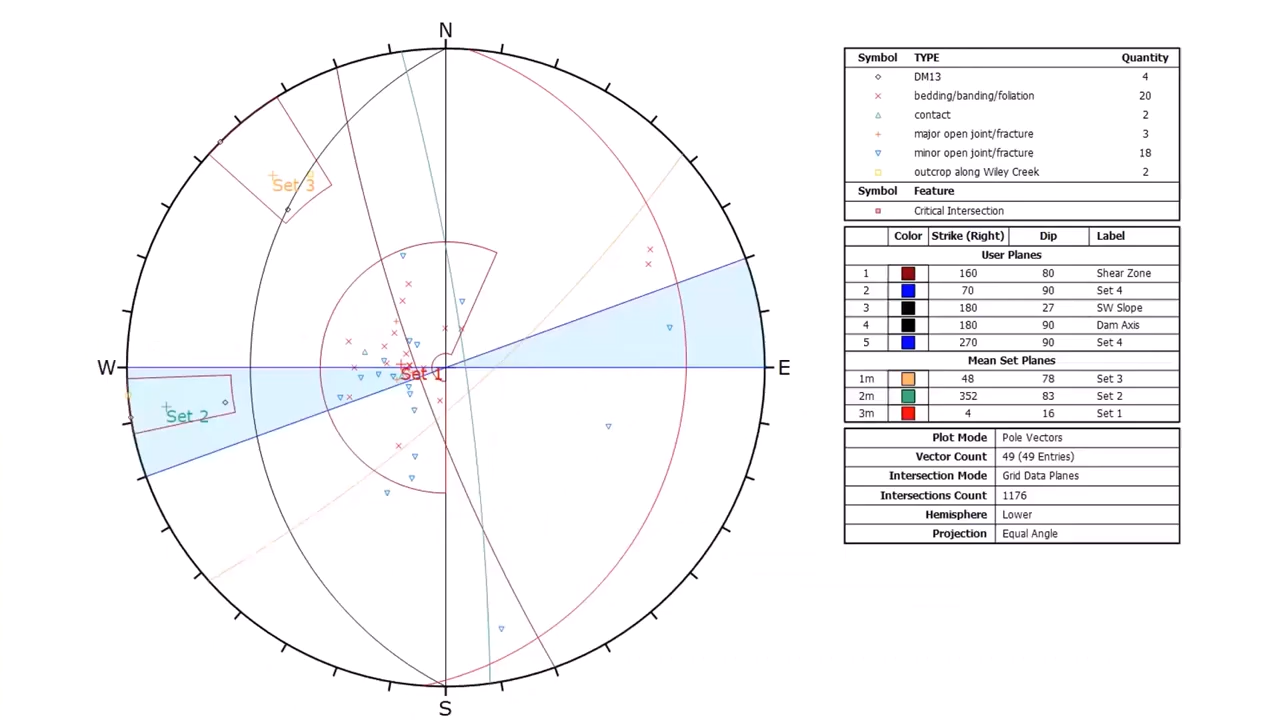 N
W
E
S
Set 3
Set 1
Set 2
Symbol TYPE Quantity
DM13 4
bedding/banding/foliation 20
contact 2
major open joint/fracture 3
minor open joint/fracture 18
outcrop along Wiley Creek 2
Symbol Feature
Critical Intersection
Color Strike (Right) Dip Label
User Planes
1 160 80 Shear Zone
2 70 90 Set 4
3 180 27 SW Slope
4 180 90 Dam Axis
5 270 90 Set 4
Mean Set Planes
1m 48 78 Set 3
2m 352 83 Set 2
3m 4 16 Set 1
Plot Mode Pole Vectors
Vector Count 49 (49 Entries)
Intersection Mode Grid Data Planes
Intersections Count 1176
Hemisphere Lower
Projection Equal Angle